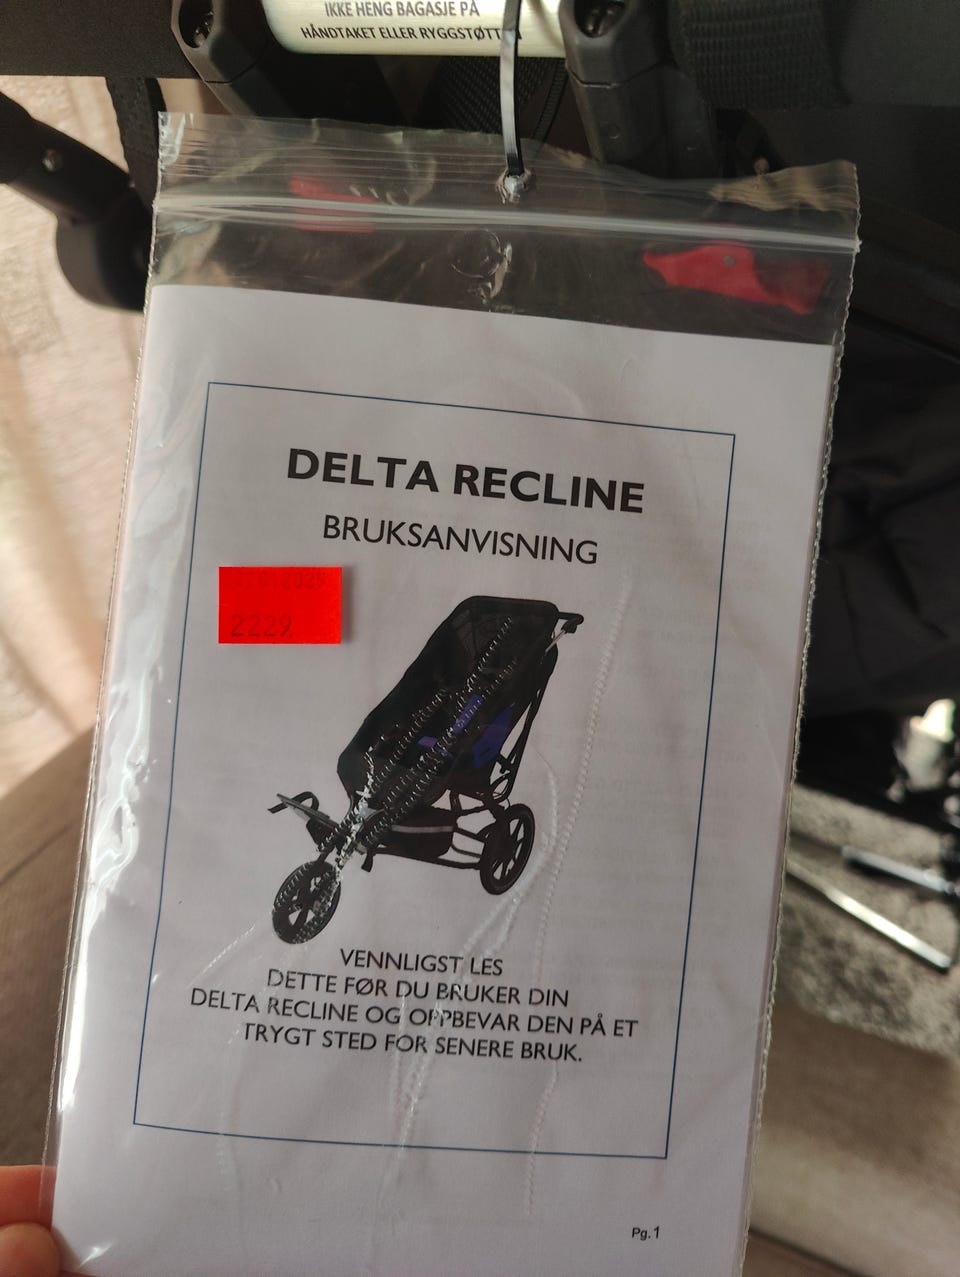 IKKE HENG BAGASJE PÅ
HÅNDTAKET ELLER RYGGSTØTTEN
DELTA RECLINE
BRUKSANVISNING
2229
VENNLIGST LES
DETTE FØR DU BRUKER DIN
DELTA RECLINE OG OPPBEVAR DEN PÅ ET
TRYGT STED FOR SENERE BRUK.
Pg.1